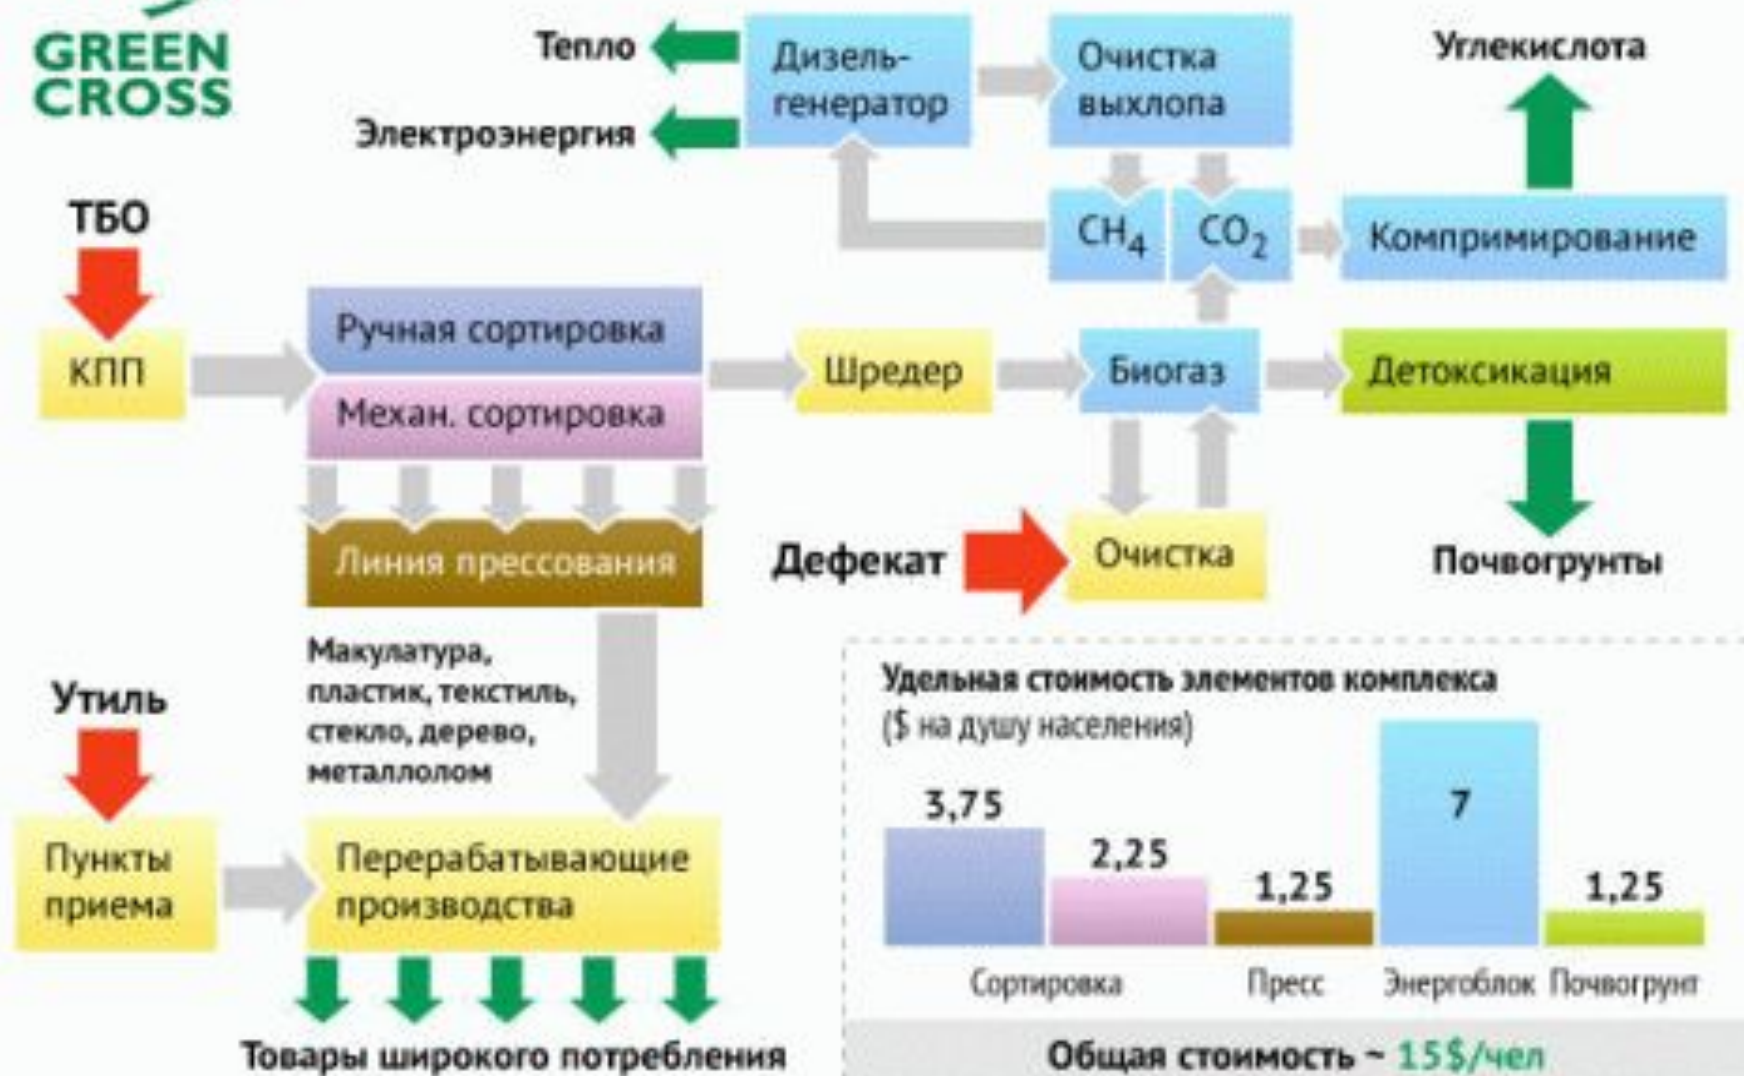 GREEN
CROSS
Тепло
Электроэнергия
Дизель-
генератор
Очистка
выхлопа
Углекислота
CH4
CO2
Компримирование
ТБО
КПП
Ручная сортировка
Механ. сортировка
Шредер
Биогаз
Детоксикация
Линия прессования
Дефекат
Очистка
Почвогрунты
Макулатура,
пластик, текстиль,
стекло, дерево,
металлолом
Утиль
Пункты
приема
Перерабатывающие
производства
Товары широкого потребления
Удельная стоимость элементов комплекса
($ на душу населения)
3,75
2,25
1,25
7
1,25
Сортировка
Пресс
Энергоблок
Почвогрунт
Общая стоимость ~ 15$/чел